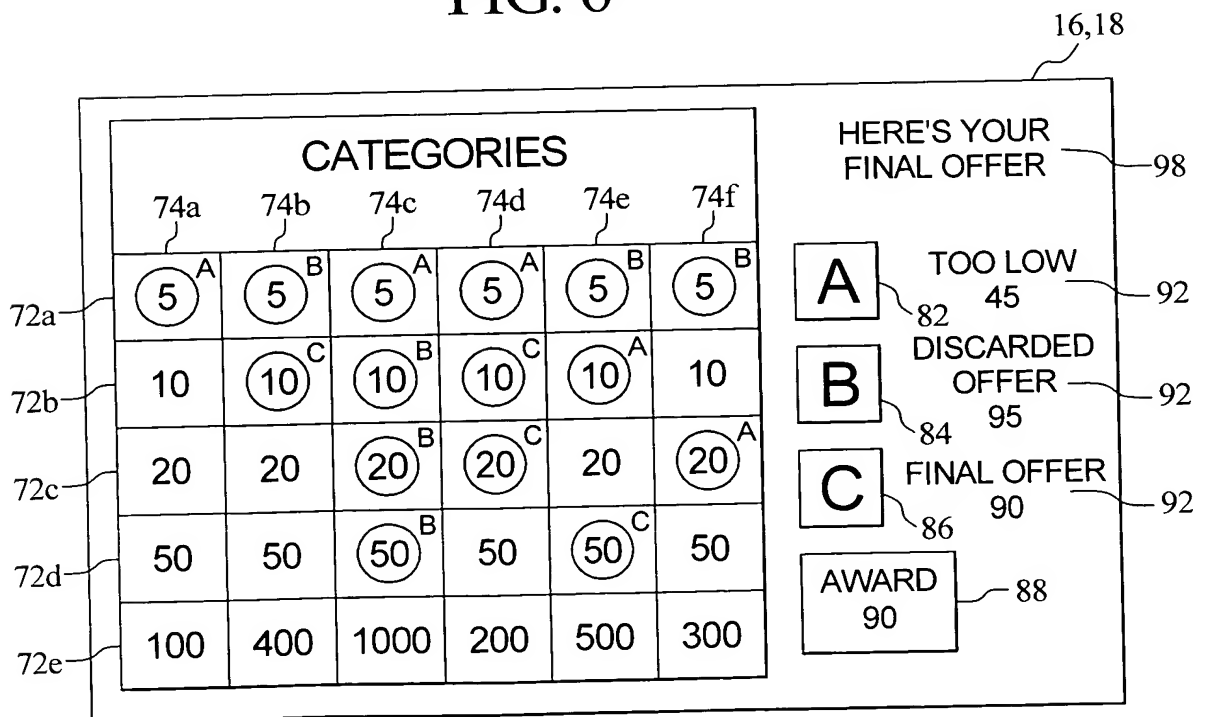 FIG. 6
16,18
CATEGORIES
74a 74b 74c 74d 74e 74f
72a 5 A 5 B 5 A 5 A 5 B 5 B
72b 10 10 C 10 B 10 C 10 A 10
72c 20 20 20 B 20 C 20 20 A
72d 50 50 50 B 50 50 C 50
72e 100 400 1000 200 500 300
HERE'S YOUR
FINAL OFFER 98
A 82 TOO LOW
45 92
B 84 DISCARDED
OFFER 92
95
C 86 FINAL OFFER
90 92
AWARD 88
90